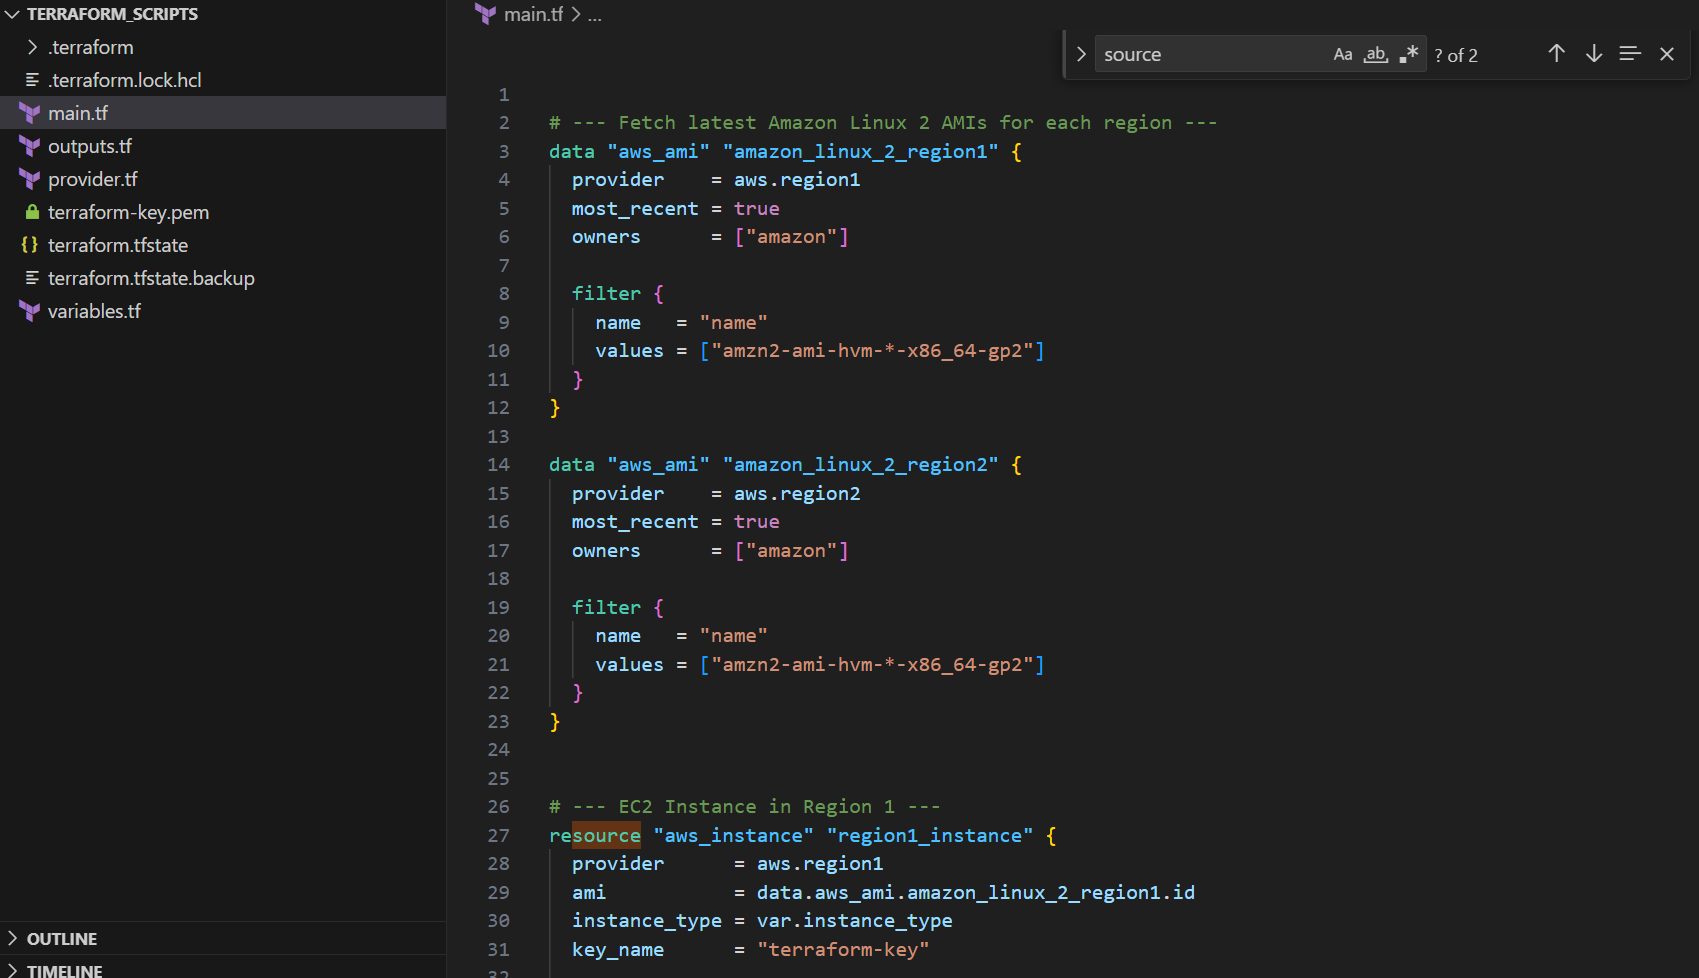 TERRAFORM_SCRIPTS
.terraform
.terraform.lock.hcl
main.tf
outputs.tf
provider.tf
terraform-key.pem
terraform.tfstate
terraform.tfstate.backup
variables.tf
OUTLINE
TIMELINE
main.tf > ...
source Aa ab .* ? of 2
1
2 # --- Fetch latest Amazon Linux 2 AMIs for each region ---
3 data "aws_ami" "amazon_linux_2_region1" {
4   provider    = aws.region1
5   most_recent = true
6   owners      = ["amazon"]
7
8   filter {
9     name   = "name"
10     values = ["amzn2-ami-hvm-*-x86_64-gp2"]
11   }
12 }
13
14 data "aws_ami" "amazon_linux_2_region2" {
15   provider    = aws.region2
16   most_recent = true
17   owners      = ["amazon"]
18
19   filter {
20     name   = "name"
21     values = ["amzn2-ami-hvm-*-x86_64-gp2"]
22   }
23 }
24
25
26 # --- EC2 Instance in Region 1 ---
27 resource "aws_instance" "region1_instance" {
28   provider      = aws.region1
29   ami           = data.aws_ami.amazon_linux_2_region1.id
30   instance_type = var.instance_type
31   key_name      = "terraform-key"
32